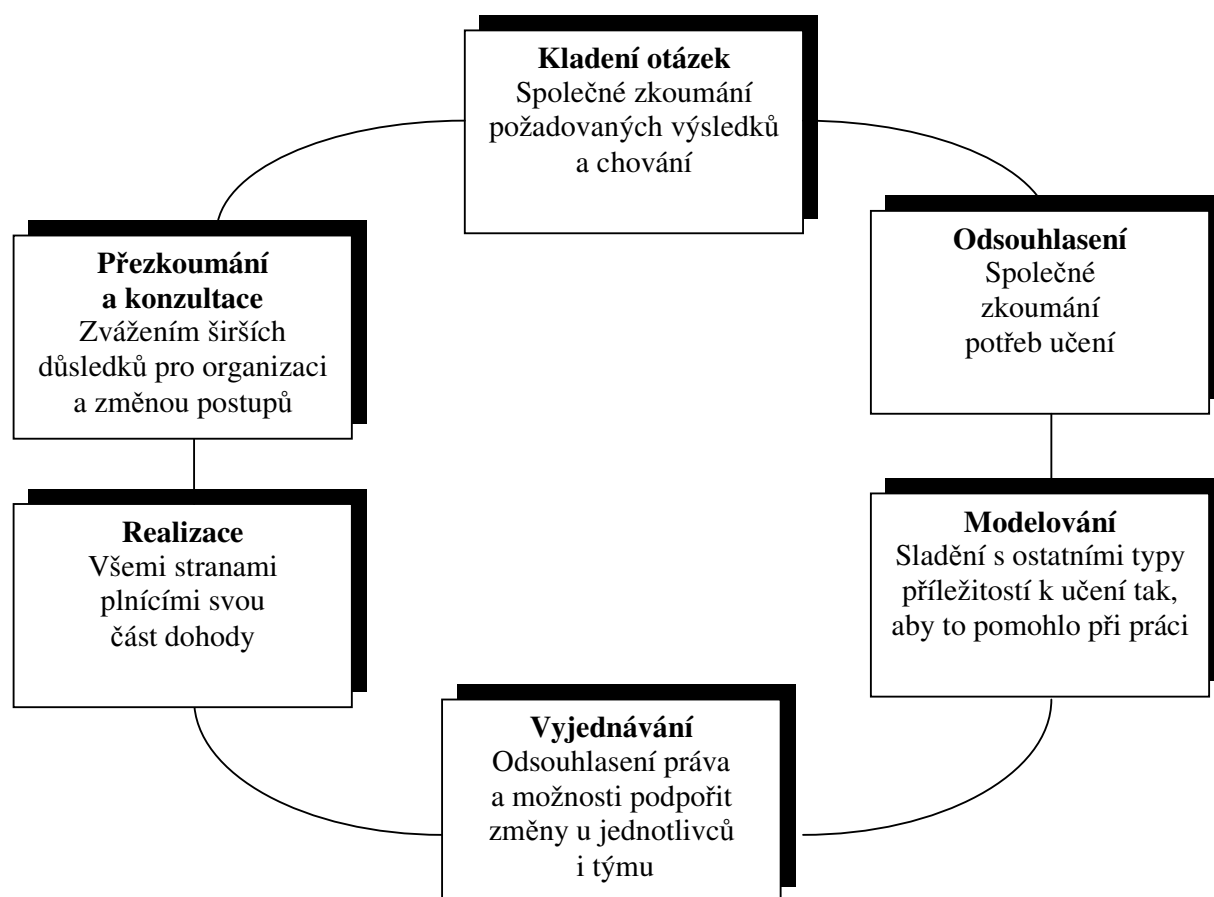 Kladení otázek
Společné zkoumání
požadovaných výsledků
a chování
Odsouhlasení
Společné
zkoumání
potřeb učení
Modelování
Sladění s ostatními typy
příležitostí k učení tak,
aby to pomohlo při práci
Vyjednávání
Odsouhlasení práva
a možnosti podpořit
změny u jednotlivců
i týmu
Realizace
Všemi stranami
plnícími svou
část dohody
Přezkoumání
a konzultace
Zvážením širších
důsledků pro organizaci
a změnou postupů